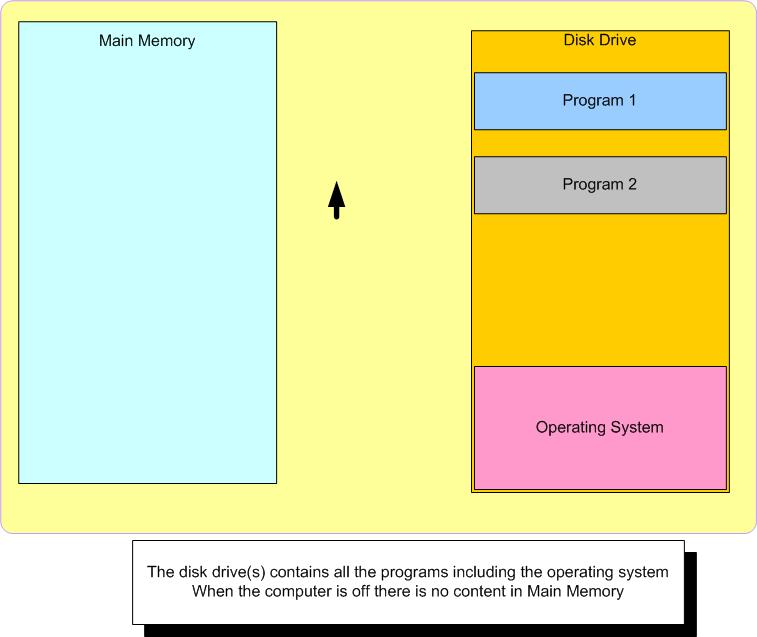 Main Memory
Disk Drive
Program 1
Program 2
Operating System
The disk drive(s) contains all the programs including the operating system
When the computer is off there is no content in Main Memory